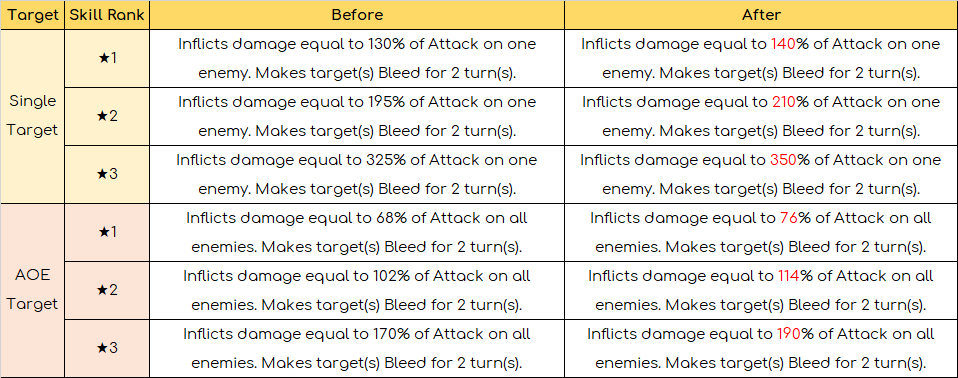 Target Skill Rank Before After
Single
Target
★1
Inflicts damage equal to 130% of Attack on one
enemy. Makes target(s) Bleed for 2 turn(s).
Inflicts damage equal to 140% of Attack on one
enemy. Makes target(s) Bleed for 2 turn(s).
★2
Inflicts damage equal to 195% of Attack on one
enemy. Makes target(s) Bleed for 2 turn(s).
Inflicts damage equal to 210% of Attack on one
enemy. Makes target(s) Bleed for 2 turn(s).
★3
Inflicts damage equal to 325% of Attack on one
enemy. Makes target(s) Bleed for 2 turn(s).
Inflicts damage equal to 350% of Attack on one
enemy. Makes target(s) Bleed for 2 turn(s).
AOE
Target
★1
Inflicts damage equal to 68% of Attack on all
enemies. Makes target(s) Bleed for 2 turn(s).
Inflicts damage equal to 76% of Attack on all
enemies. Makes target(s) Bleed for 2 turn(s).
★2
Inflicts damage equal to 102% of Attack on all
enemies. Makes target(s) Bleed for 2 turn(s).
Inflicts damage equal to 114% of Attack on all
enemies. Makes target(s) Bleed for 2 turn(s).
★3
Inflicts damage equal to 170% of Attack on all
enemies. Makes target(s) Bleed for 2 turn(s).
Inflicts damage equal to 190% of Attack on all
enemies. Makes target(s) Bleed for 2 turn(s).